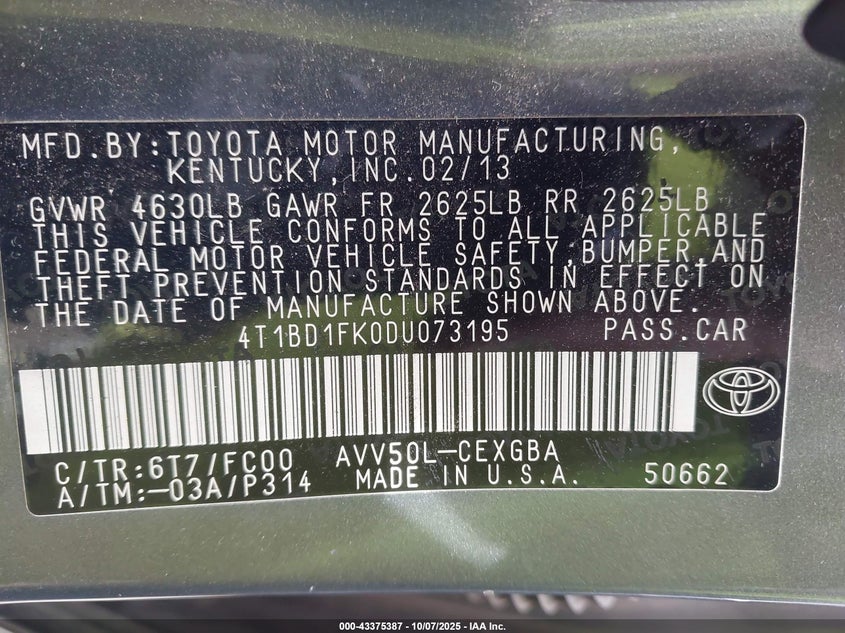 MFD.BY:TOYOTA MOTOR MANUFACTURING,
KENTUCKY,INC.02/13
GVWR 4630LB GAWR FR 2625LB RR 2625LB
THIS VEHICLE CONFORMS TO ALL APPLICABLE
FEDERAL MOTOR VEHICLE SAFETY,BUMPER,AND
THEFT PREVENTION STANDARDS IN EFFECT ON
THE DATE OF MANUFACTURE SHOWN ABOVE.
4T1BD1FK0DU073195 PASS.CAR
C/TR:6T7/FC00 AVV50L-CEXGBA
A/TM:-03A/P314 MADE IN U.S.A. 50662
000-43375387 - 10/07/2025 - IAA Inc.